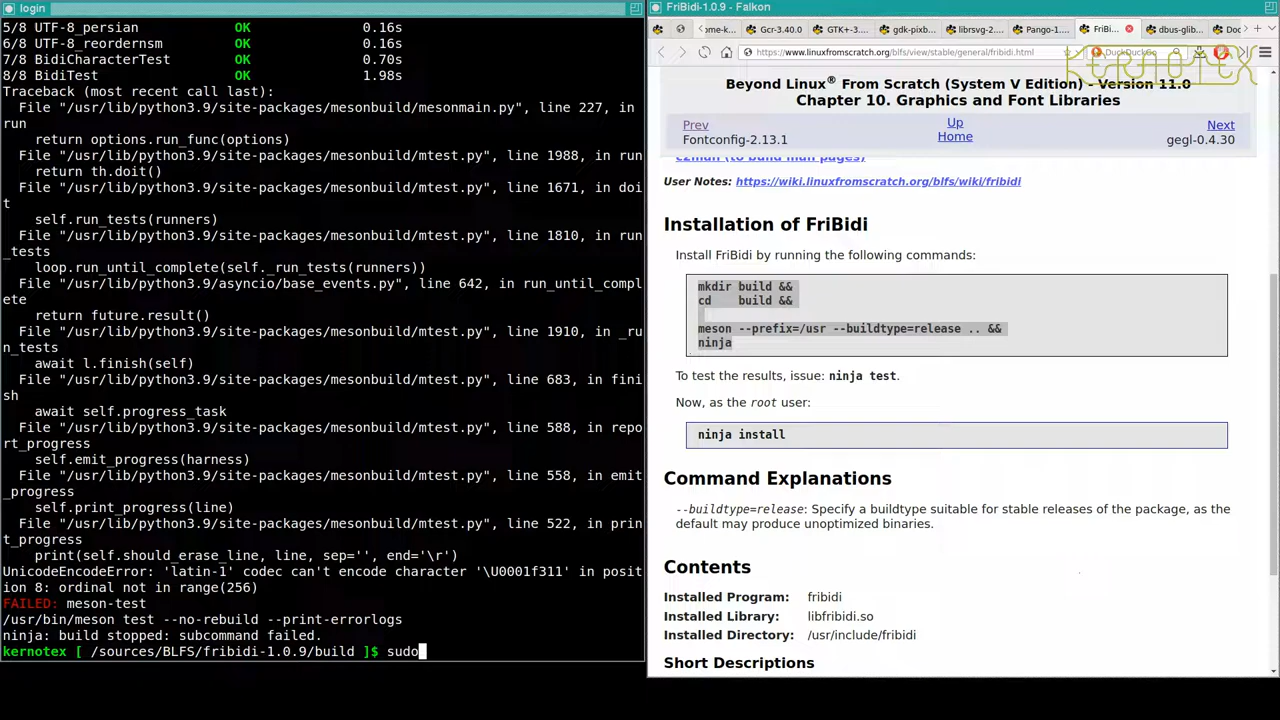 login
5/8 UTF-8_persian OK 0.16s
6/8 UTF-8_reordernsm OK 0.16s
7/8 BidiCharacterTest OK 0.70s
8/8 BidiTest OK 1.98s
Traceback (most recent call last):
File "/usr/lib/python3.9/site-packages/mesonbuild/mesonmain.py", line 227, in
run
return options.run_func(options)
File "/usr/lib/python3.9/site-packages/mesonbuild/mtest.py", line 1988, in run
return th.doit()
File "/usr/lib/python3.9/site-packages/mesonbuild/mtest.py", line 1671, in doi
t
self.run_tests(runners)
File "/usr/lib/python3.9/site-packages/mesonbuild/mtest.py", line 1810, in run
_tests
loop.run_until_complete(self._run_tests(runners))
File "/usr/lib/python3.9/asyncio/base_events.py", line 642, in run_until_compl
ete
return future.result()
File "/usr/lib/python3.9/site-packages/mesonbuild/mtest.py", line 1910, in _ru
n_tests
await l.finish(self)
File "/usr/lib/python3.9/site-packages/mesonbuild/mtest.py", line 683, in fini
sh
await self.progress_task
File "/usr/lib/python3.9/site-packages/mesonbuild/mtest.py", line 588, in repo
rt_progress
self.emit_progress(harness)
File "/usr/lib/python3.9/site-packages/mesonbuild/mtest.py", line 558, in emit
_progress
self.print_progress(line)
File "/usr/lib/python3.9/site-packages/mesonbuild/mtest.py", line 522, in prin
t_progress
print(self.should_erase_line, line, sep='', end='\r')
UnicodeEncodeError: 'latin-1' codec can't encode character '\U0001f311' in posit
ion 8: ordinal not in range(256)
FAILED: meson-test
/usr/bin/meson test --no-rebuild --print-errorlogs
ninja: build stopped: subcommand failed.
kernotex [ /sources/BLFS/fribidi-1.0.9/build ]$ sudo
FriBidi-1.0.9 - Falkon
ome-k... Gcr-3.40.0 GTK+-3.... gdk-pixb... librsvg-2.... Pango-1.... FriBi... dbus-glib... Doc
https://www.linuxfromscratch.org/blfs/view/stable/general/fribidi.html DuckDuckGo
KERNOTEX
Beyond Linux® From Scratch (System V Edition) - Version 11.0
Chapter 10. Graphics and Font Libraries
Prev Up Next
Fontconfig-2.13.1 Home gegl-0.4.30
c2man (to build man pages)
User Notes: https://wiki.linuxfromscratch.org/blfs/wiki/fribidi
Installation of FriBidi
Install FriBidi by running the following commands:
mkdir build &&
cd build &&
meson --prefix=/usr --buildtype=release .. &&
ninja
To test the results, issue: ninja test.
Now, as the root user:
ninja install
Command Explanations
--buildtype=release: Specify a buildtype suitable for stable releases of the package, as the
default may produce unoptimized binaries.
Contents
Installed Program: fribidi
Installed Library: libfribidi.so
Installed Directory: /usr/include/fribidi
Short Descriptions